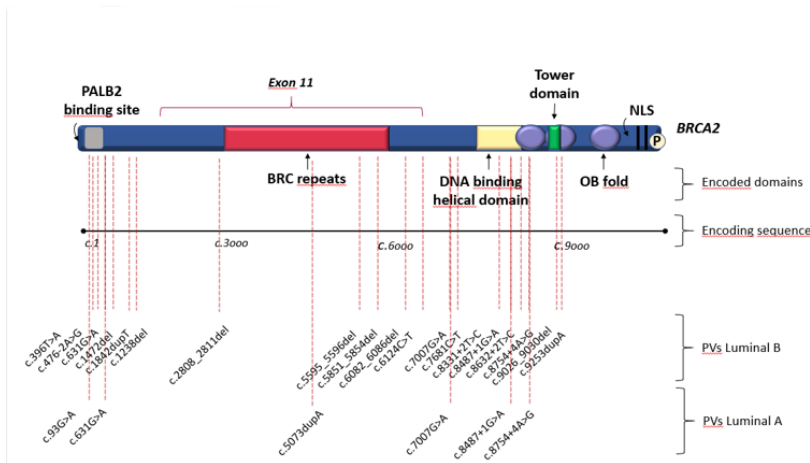 Exon 11
Tower
domain
PALB2
binding site
NLS
BRCA2
P
BRC repeats
DNA binding
helical domain
OB fold
Encoded domains
c.1
c.3ooo
c.6ooo
c.9ooo
Encoding sequence
c.396T>A
c.476-2A>G
c.631G>A
c.1472del
c.1842dupT
c.1238del
c.2808_2811del
c.5595_5596del
c.5851_5854del
c.6082_6086del
c.6124C>T
c.7007G>A
c.7681C>T
c.8331+2T>C
c.8487+1G>A
c.8632+2T>C
c.8754+4A>G
c.9026_9030del
c.9253dupA
PVs Luminal B
c.93G>A
c.631G>A
c.5073dupA
c.7007G>A
c.8487+1G>A
c.8754+4A>G
PVs Luminal A